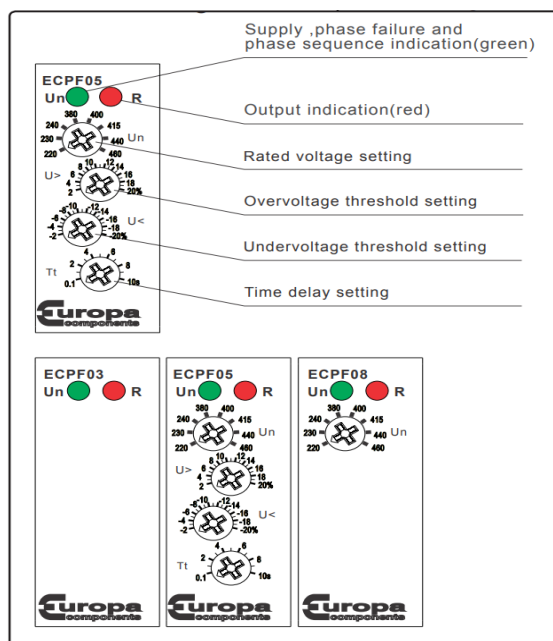 Supply ,phase failure and
phase sequence indication(green)
ECPF05
Un R
Output indication(red)
380 400
240 415
230 440 Un
220 460
Rated voltage setting
U>
10 12
8 14
6 16
4 18
2 20%
Overvoltage threshold setting
U<
-10 -12
-8 -14
-6 -16
-4 -18
-2 -20%
Undervoltage threshold setting
4 6
2 8
Tt 0.1 10s
Time delay setting
Europa
components
ECPF03
Un R
Europa
components
ECPF05
Un R
380 400
240 415
230 440 Un
220 460
U>
10 12
8 14
6 16
4 18
2 20%
U<
-10 -12
-8 -14
-6 -16
-4 -18
-2 -20%
4 6
2 8
Tt 0.1 10s
Europa
components
ECPF08
Un R
380 400
240 415
230 440 Un
220 460
Europa
components